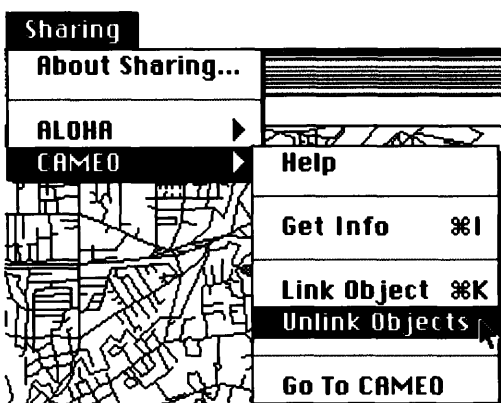 Sharing
About Sharing...
ALOHA
CAMEO
Help
Get Info ⌘I
Link Object ⌘K
Unlink Objects
Go To CAMEO